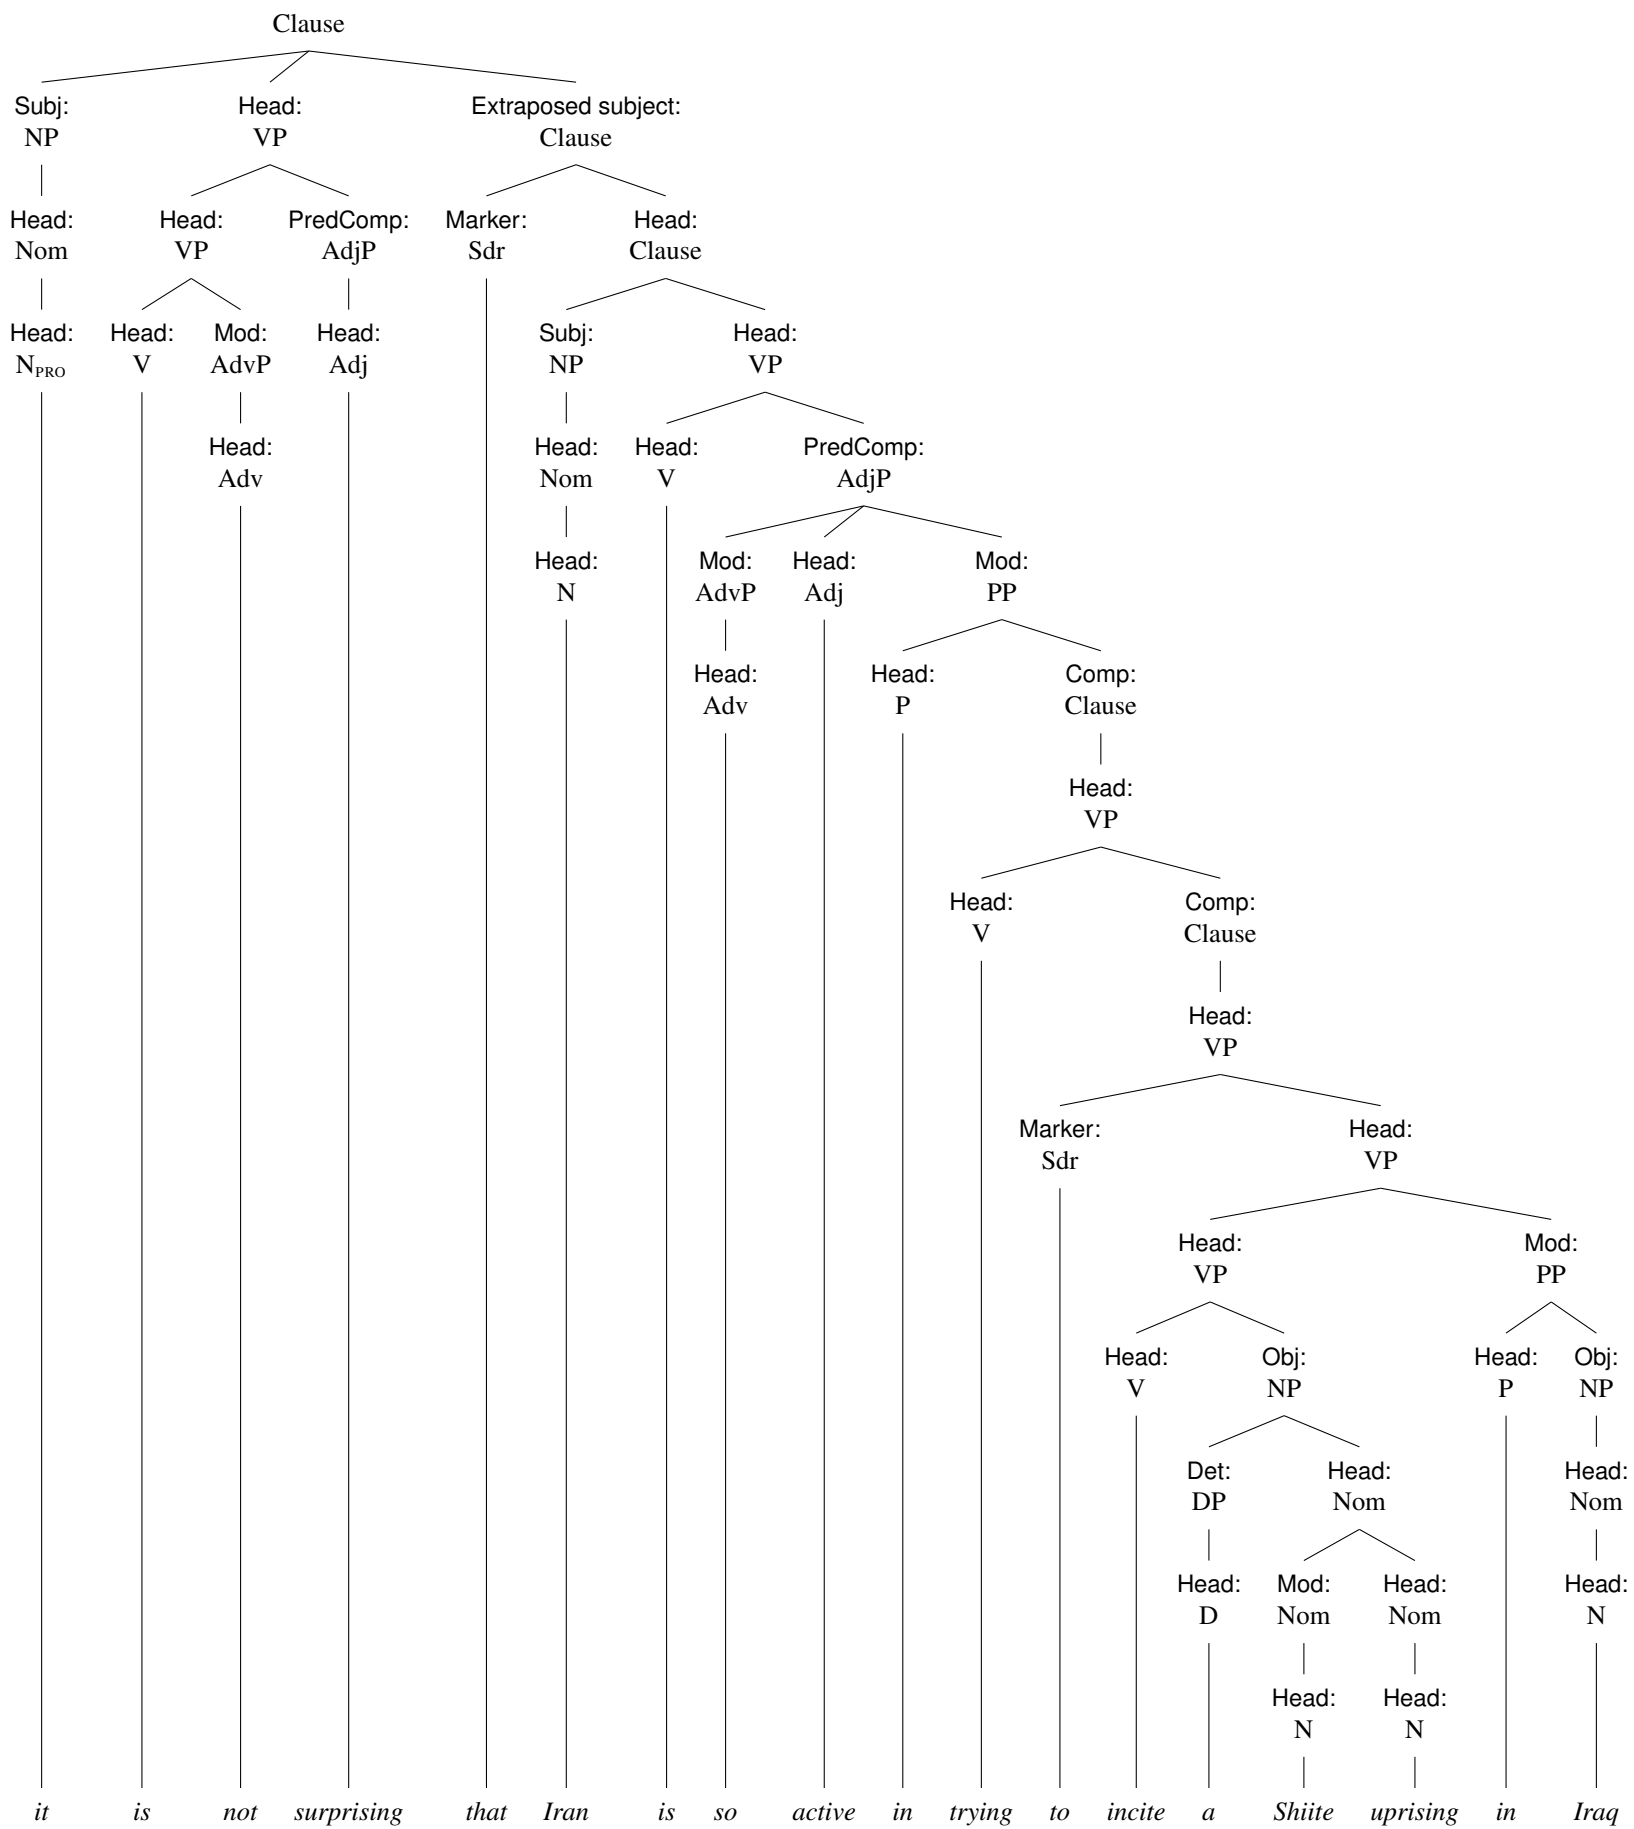 Clause
Subj: Head: Extraposed subject:
NP VP Clause
Head: Head: PredComp: Marker: Head:
Nom VP AdjP Sdr Clause
Head: Head: Mod: Head: Subj: Head:
N_PRO V AdvP Adj NP VP
Head: Head: Head: PredComp:
Adv Nom V AdjP
Head: Mod: Head: Mod:
N AdvP Adj PP
Head: Head: Comp:
Adv P Clause
Head:
VP
Head: Comp:
V Clause
Head:
VP
Marker: Head:
Sdr VP
Head: Mod:
VP PP
Head: Obj: Head: Obj:
V NP P NP
Det: Head: Head:
DP Nom Nom
Head: Mod: Head: Head:
D Nom Nom N
Head: Head:
N N
it is not surprising that Iran is so active in trying to incite a Shiite uprising in Iraq